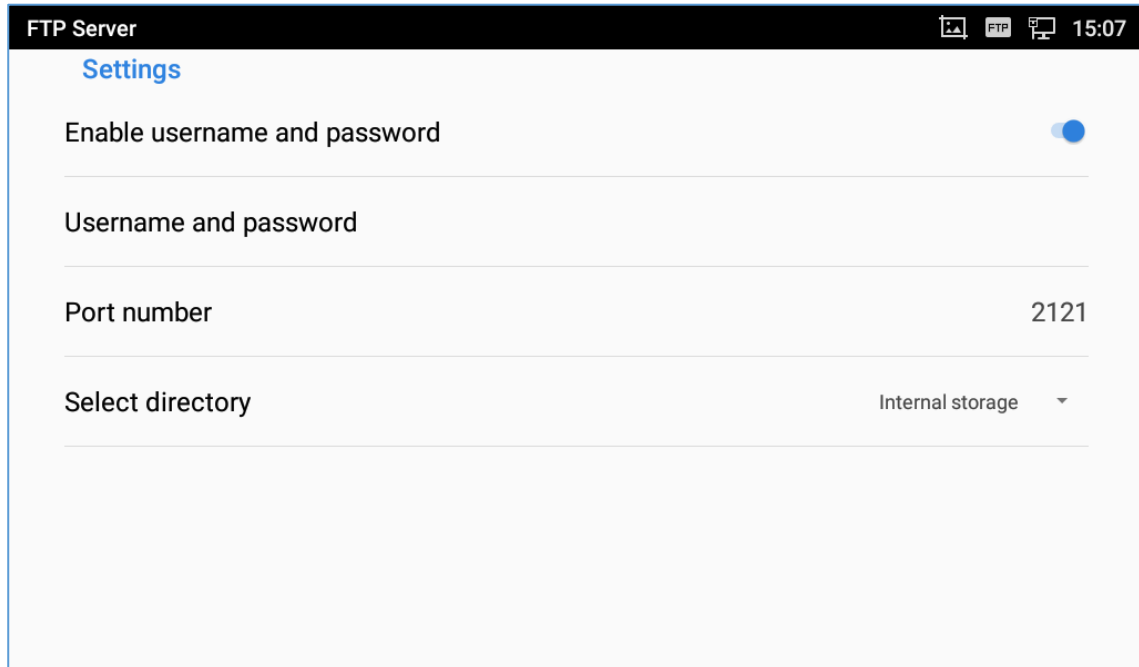 FTP Server FTP 15:07
Settings
Enable username and password
Username and password
Port number 2121
Select directory Internal storage